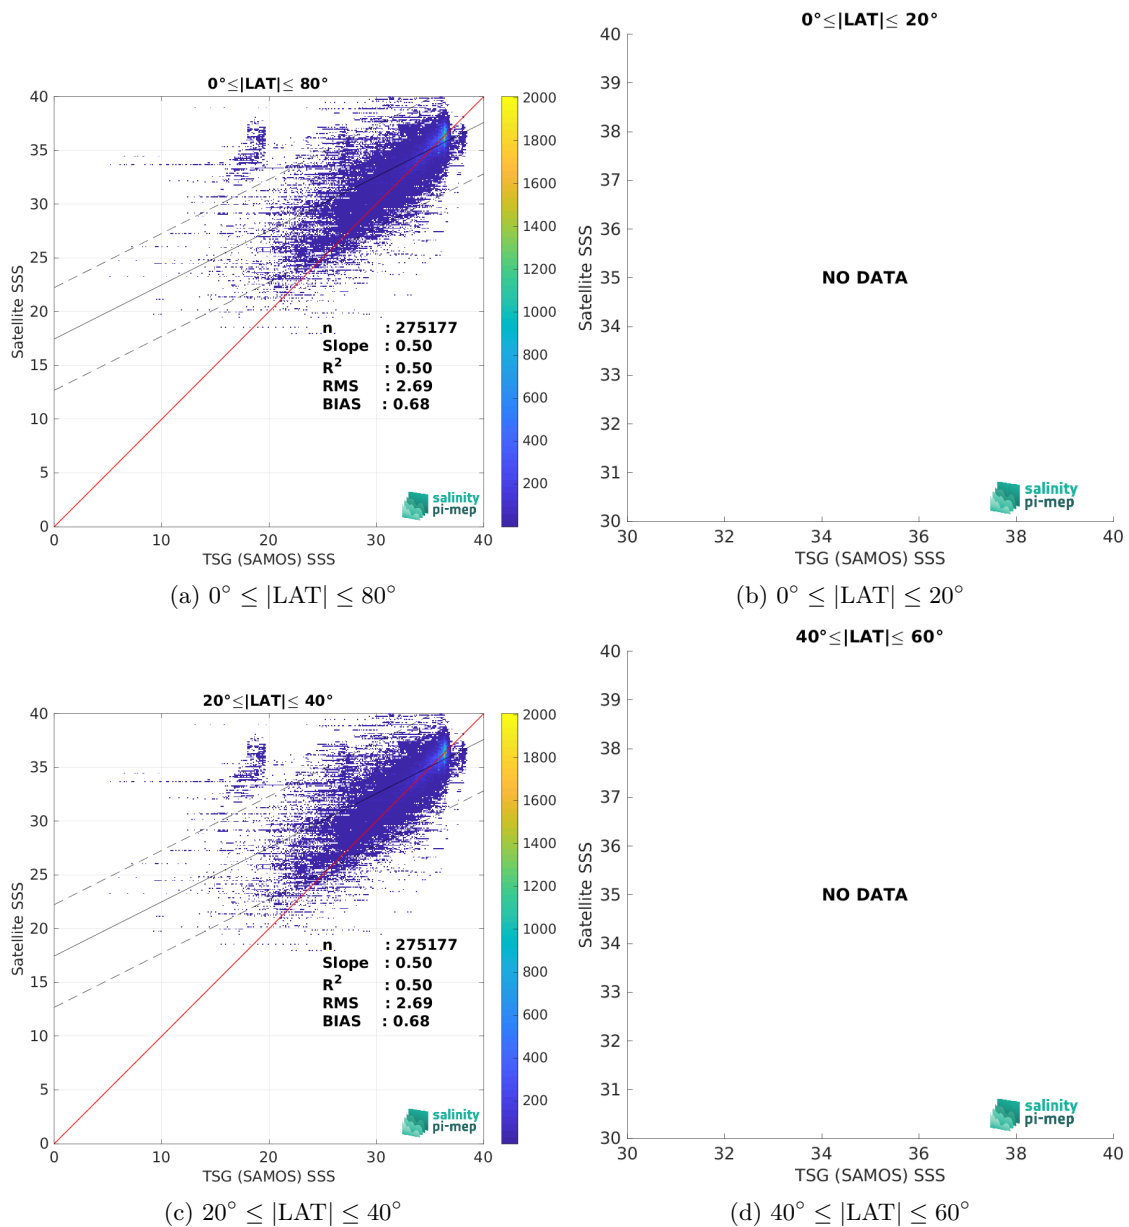 0°≤|LAT|≤ 80°
40
35
30
25
20
15
10
5
0
Satellite SSS
n : 275177
Slope : 0.50
R² : 0.50
RMS : 2.69
BIAS : 0.68
salinity
pi-mep
0 10 20 30 40
TSG (SAMOS) SSS
2000
1800
1600
1400
1200
1000
800
600
400
200
(a) 0° ≤ |LAT| ≤ 80°
0°≤|LAT|≤ 20°
40
39
38
37
36
35
34
33
32
31
30
Satellite SSS
NO DATA
salinity
pi-mep
30 32 34 36 38 40
TSG (SAMOS) SSS
(b) 0° ≤ |LAT| ≤ 20°
20°≤|LAT|≤ 40°
40
35
30
25
20
15
10
5
0
Satellite SSS
n : 275177
Slope : 0.50
R² : 0.50
RMS : 2.69
BIAS : 0.68
salinity
pi-mep
0 10 20 30 40
TSG (SAMOS) SSS
2000
1800
1600
1400
1200
1000
800
600
400
200
(c) 20° ≤ |LAT| ≤ 40°
40°≤|LAT|≤ 60°
40
39
38
37
36
35
34
33
32
31
30
Satellite SSS
NO DATA
salinity
pi-mep
30 32 34 36 38 40
TSG (SAMOS) SSS
(d) 40° ≤ |LAT| ≤ 60°